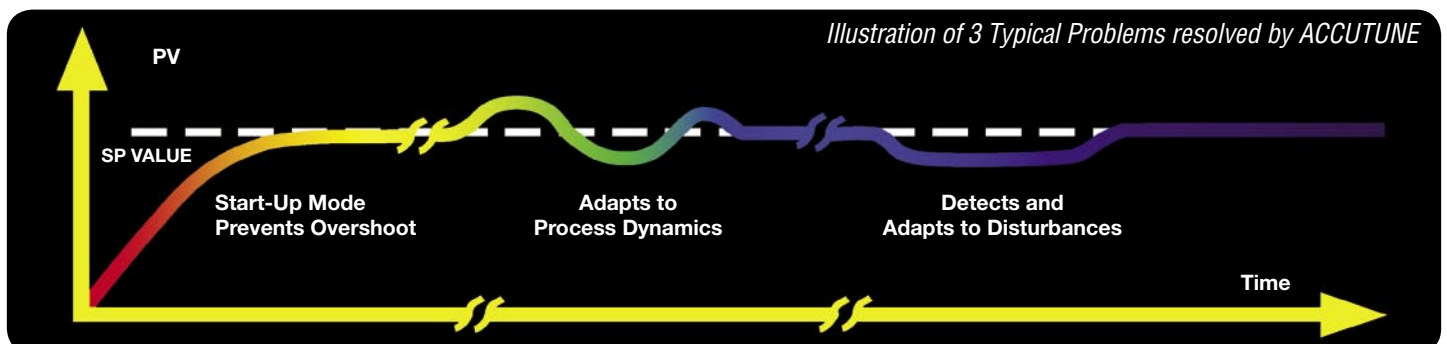 Illustration of 3 Typical Problems resolved by ACCUTUNE
PV
SP VALUE
Start-Up Mode
Prevents Overshoot
Adapts to
Process Dynamics
Detects and
Adapts to Disturbances
Time